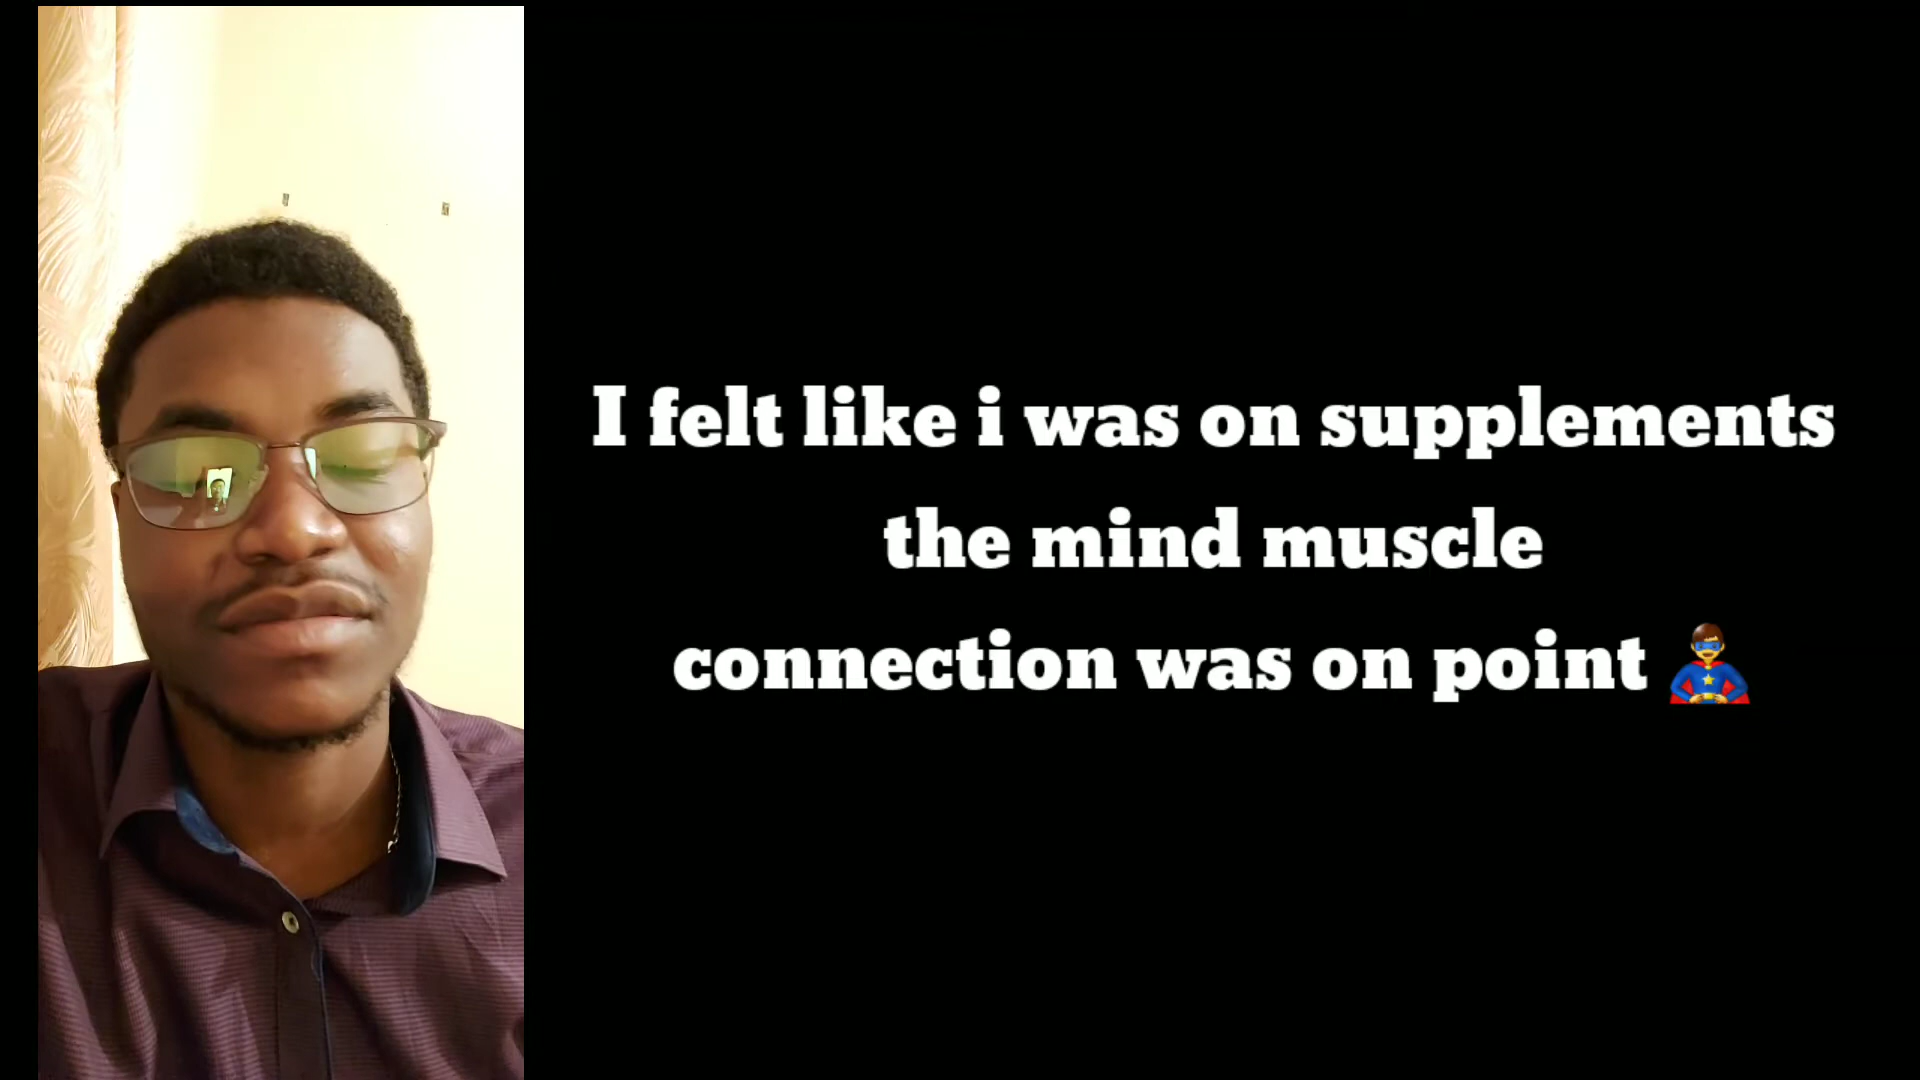 I felt like i was on supplements
the mind muscle
connection was on point 🦸‍♂️